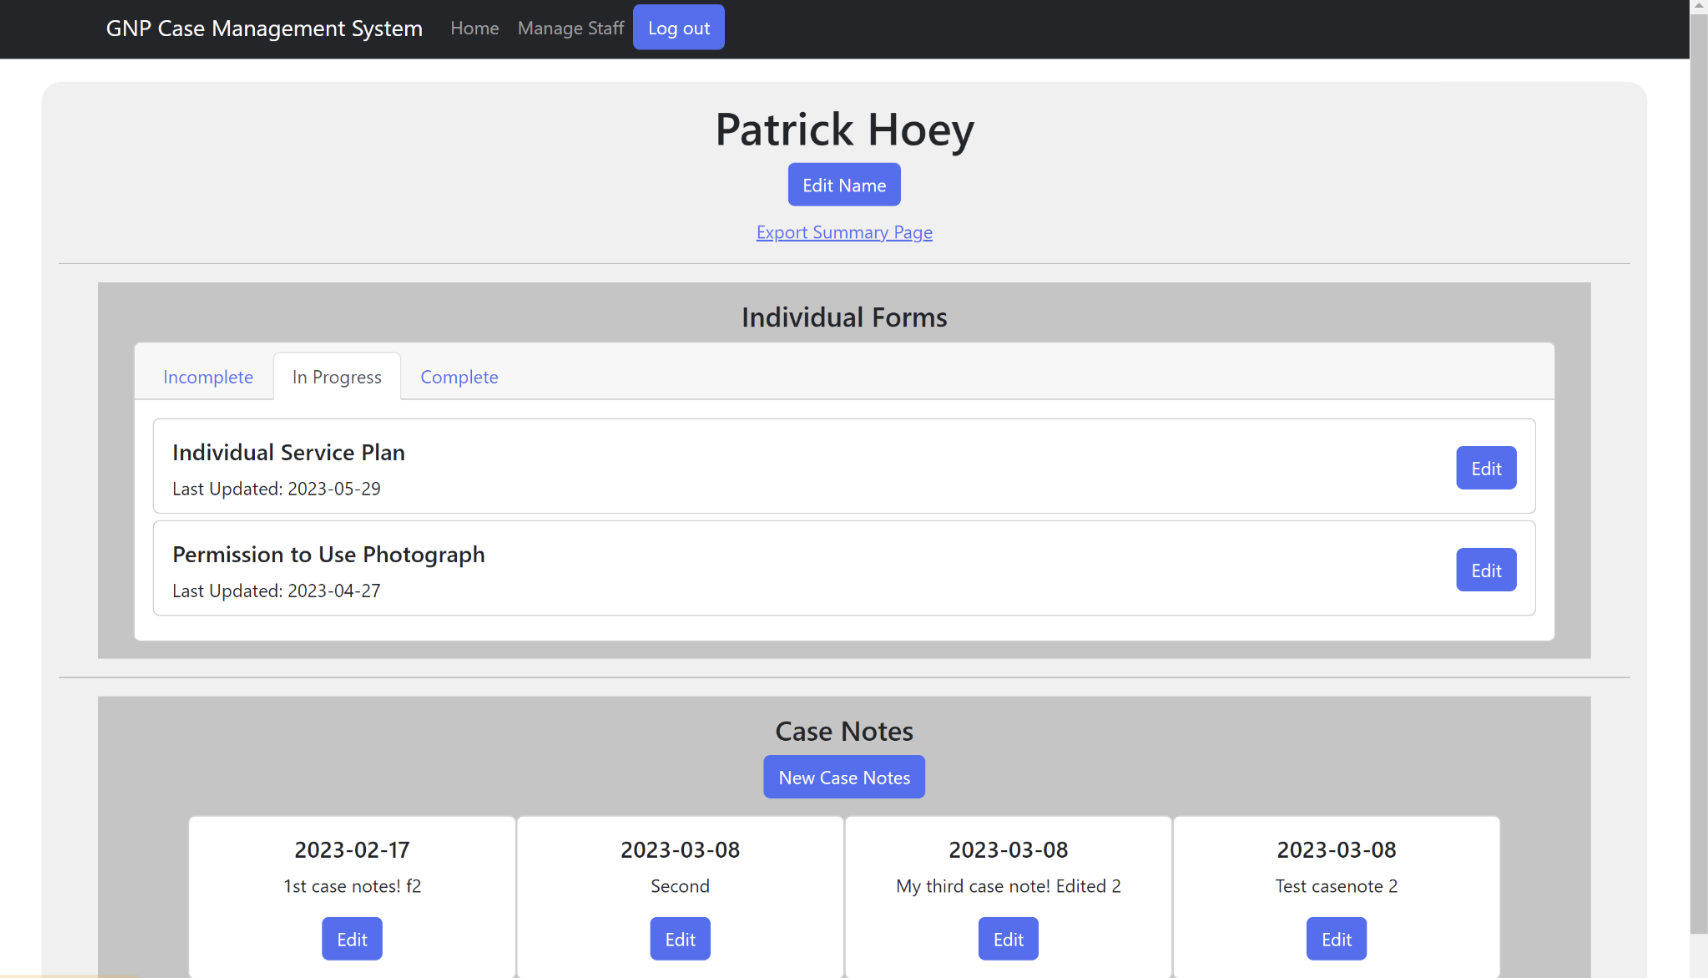 GNP Case Management System Home Manage Staff Log out
Patrick Hoey
Edit Name
Export Summary Page
Individual Forms
Incomplete In Progress Complete
Individual Service Plan
Last Updated: 2023-05-29
Edit
Permission to Use Photograph
Last Updated: 2023-04-27
Edit
Case Notes
New Case Notes
2023-02-17
1st case notes! f2
Edit
2023-03-08
Second
Edit
2023-03-08
My third case note! Edited 2
Edit
2023-03-08
Test casenote 2
Edit